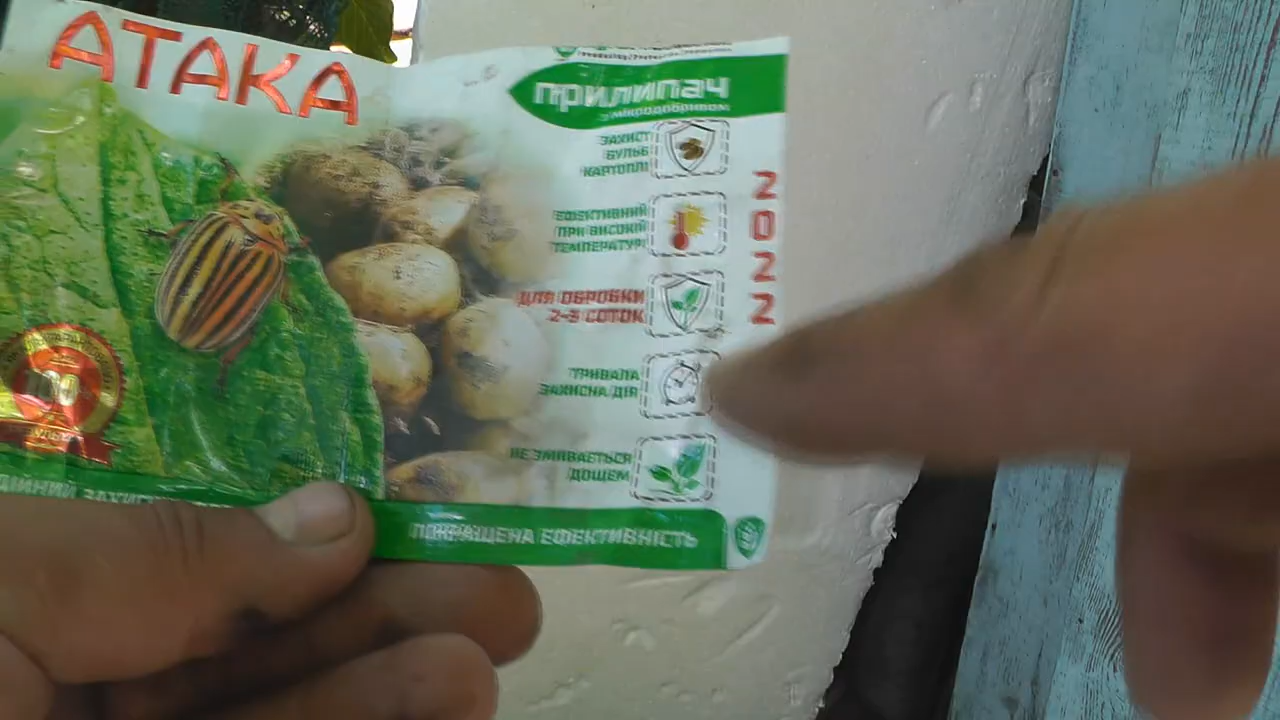 АТАКА
прилипач
з мікродобривом
ЗАХИСТ
БУЛЬБ
КАРТОПЛІ
ЕФЕКТИВНИЙ
ПРИ ВИСОКІЙ
ТЕМПЕРАТУРІ
2022
ДЛЯ ОБРОБКИ
2-3 СОТОК
ТРИВАЛА
ЗАХИСНА ДІЯ
НЕ ЗМИВАЄТЬСЯ
ДОЩЕМ
ЗАХИСТ
ПОКРАЩЕНА ЕФЕКТИВНІСТЬ